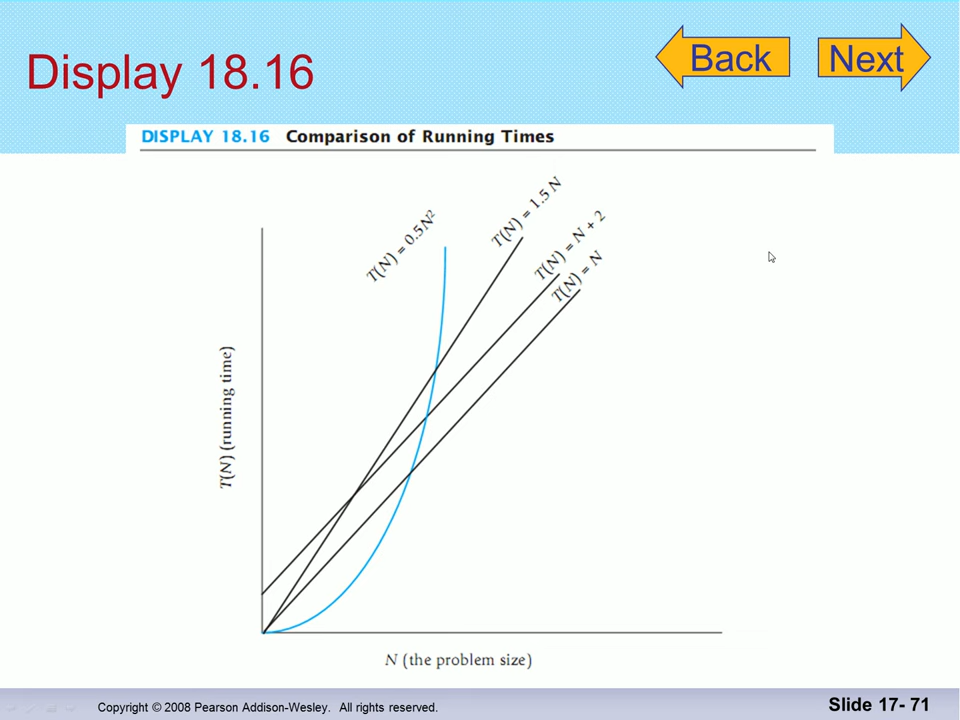 Display 18.16
Back
Next
DISPLAY 18.16 Comparison of Running Times
T(N) = 0.5N²
T(N) = 1.5 N
T(N) = N + 2
T(N) = N
T(N) (running time)
N (the problem size)
Copyright © 2008 Pearson Addison-Wesley. All rights reserved.
Slide 17- 71